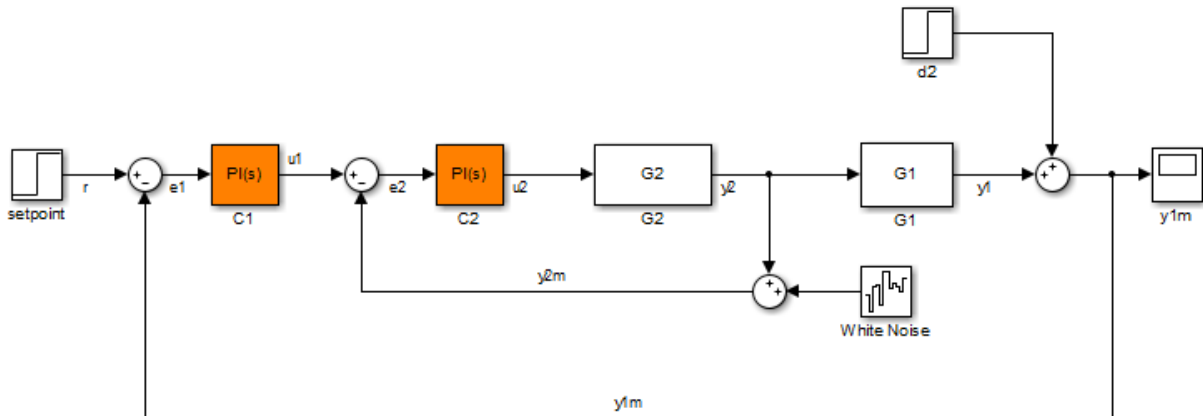 d2
PI(s)
C1
u1
PI(s)
C2
G2
G2
G1
G1
r
e1
e2
u2
y2
y1
setpoint
y1m
y2m
White Noise
y1m